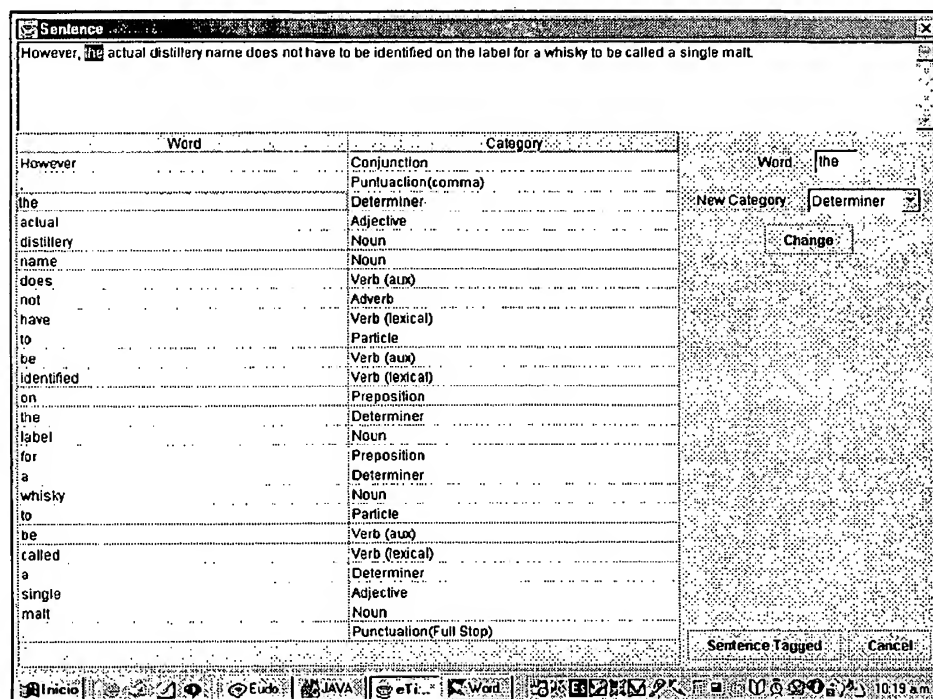 Sentence
However, the actual distillery name does not have to be identified on the label for a whisky to be called a single malt.
Word Category
However Conjunction
Puntuaction(comma)
the Determiner
actual Adjective
distillery Noun
name Noun
does Verb (aux)
not Adverb
have Verb (lexical)
to Particle
be Verb (aux)
identified Verb (lexical)
on Preposition
the Determiner
label Noun
for Preposition
a Determiner
whisky Noun
to Particle
be Verb (aux)
called Verb (lexical)
a Determiner
single Adjective
malt Noun
Punctuation(Full Stop)
Word the
New Category Determiner
Change
Sentence Tagged Cancel
Inicio Eudo JAVA eTi... Word 10:19 a.m.